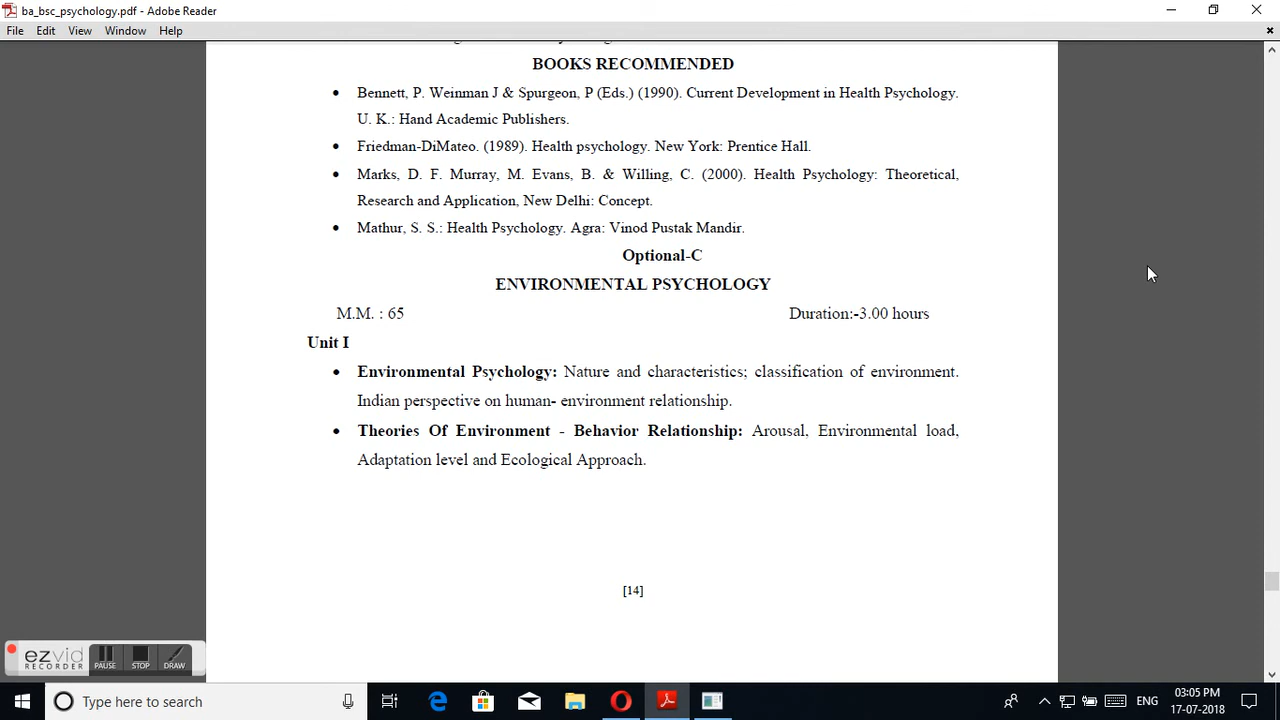 ba_bsc_psychology.pdf - Adobe Reader
File Edit View Window Help
BOOKS RECOMMENDED
• Bennett, P. Weinman J & Spurgeon, P (Eds.) (1990). Current Development in Health Psychology.
U. K.: Hand Academic Publishers.
• Friedman-DiMateo. (1989). Health psychology. New York: Prentice Hall.
• Marks, D. F. Murray, M. Evans, B. & Willing, C. (2000). Health Psychology: Theoretical,
Research and Application, New Delhi: Concept.
• Mathur, S. S.: Health Psychology. Agra: Vinod Pustak Mandir.
Optional-C
ENVIRONMENTAL PSYCHOLOGY
M.M. : 65 Duration:-3.00 hours
Unit I
• Environmental Psychology: Nature and characteristics; classification of environment.
Indian perspective on human- environment relationship.
• Theories Of Environment - Behavior Relationship: Arousal, Environmental load,
Adaptation level and Ecological Approach.
[14]
ezvid
RECORDER
PAUSE STOP DRAW
Type here to search
ENG
03:05 PM
17-07-2018